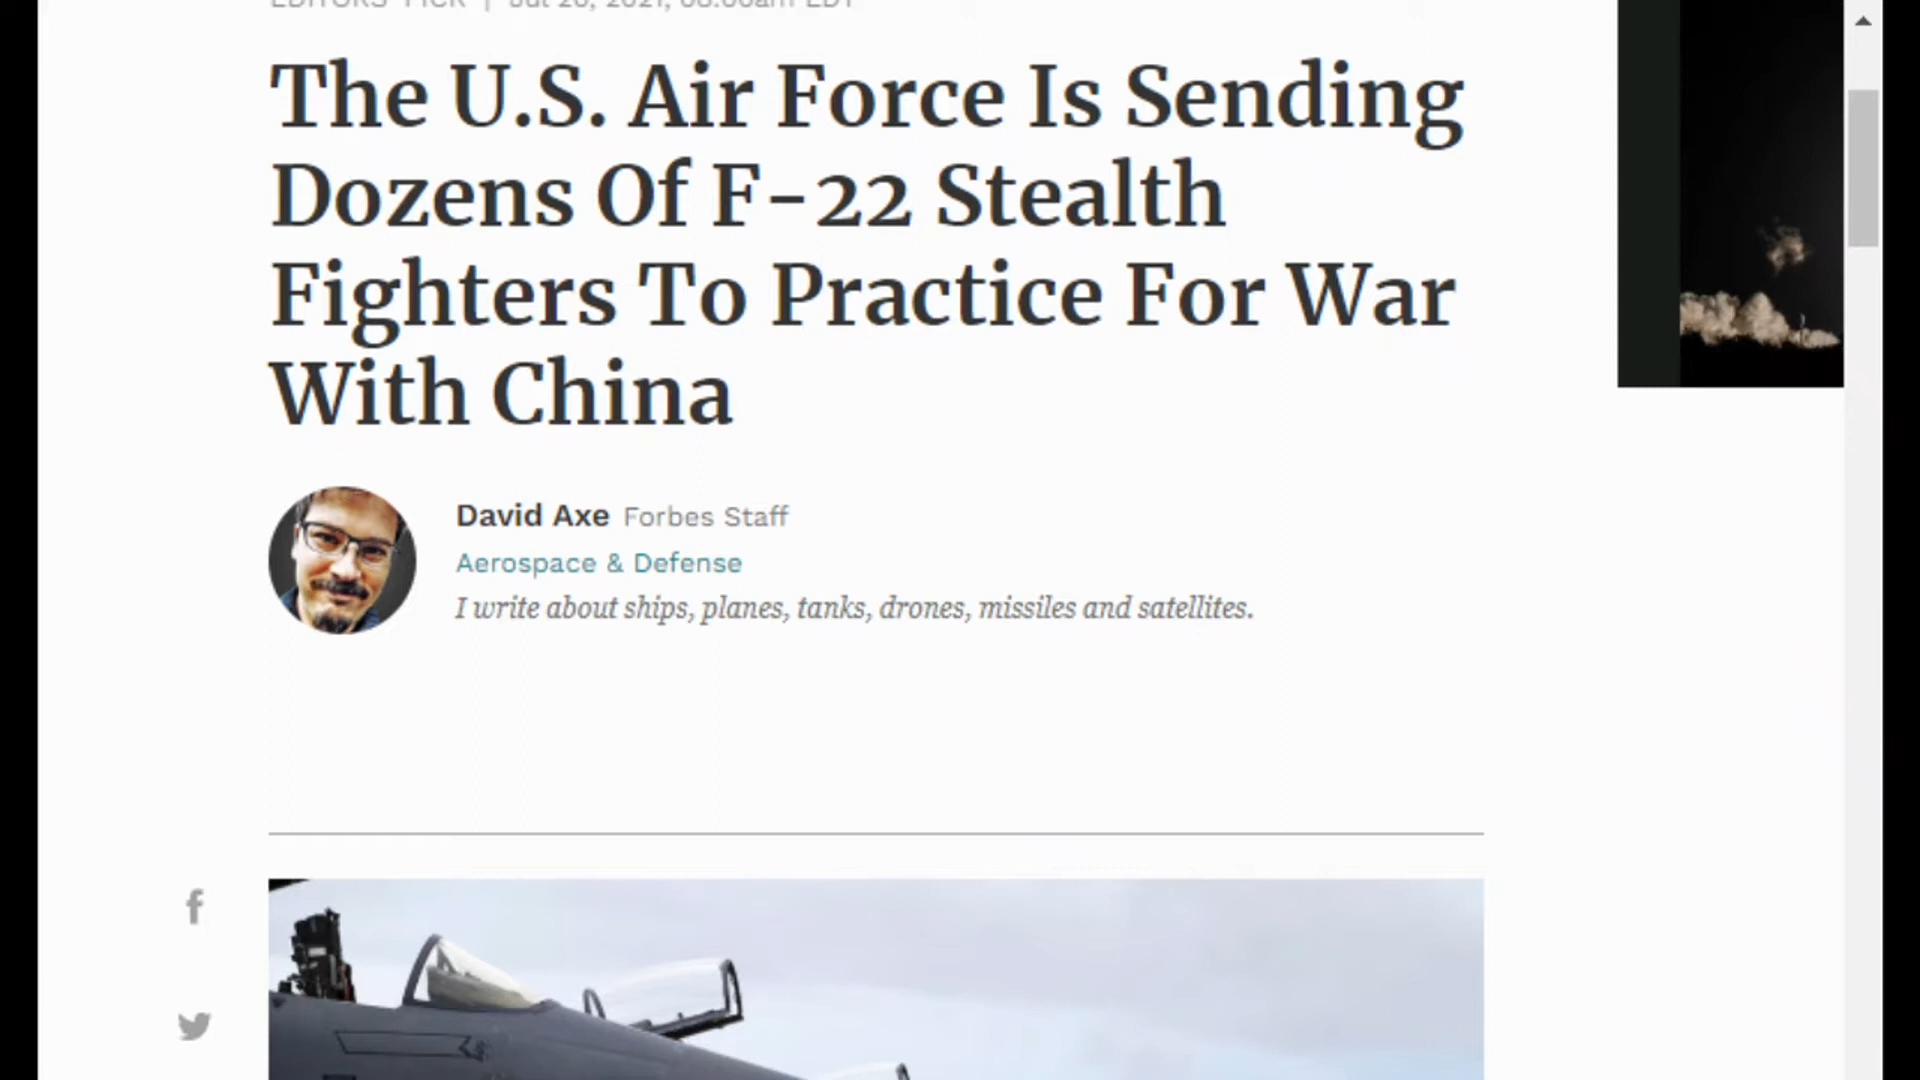 EDITORS' PICK | Jul 20, 2021, 08:00am EDT
The U.S. Air Force Is Sending
Dozens Of F-22 Stealth
Fighters To Practice For War
With China
David Axe Forbes Staff
Aerospace & Defense
I write about ships, planes, tanks, drones, missiles and satellites.